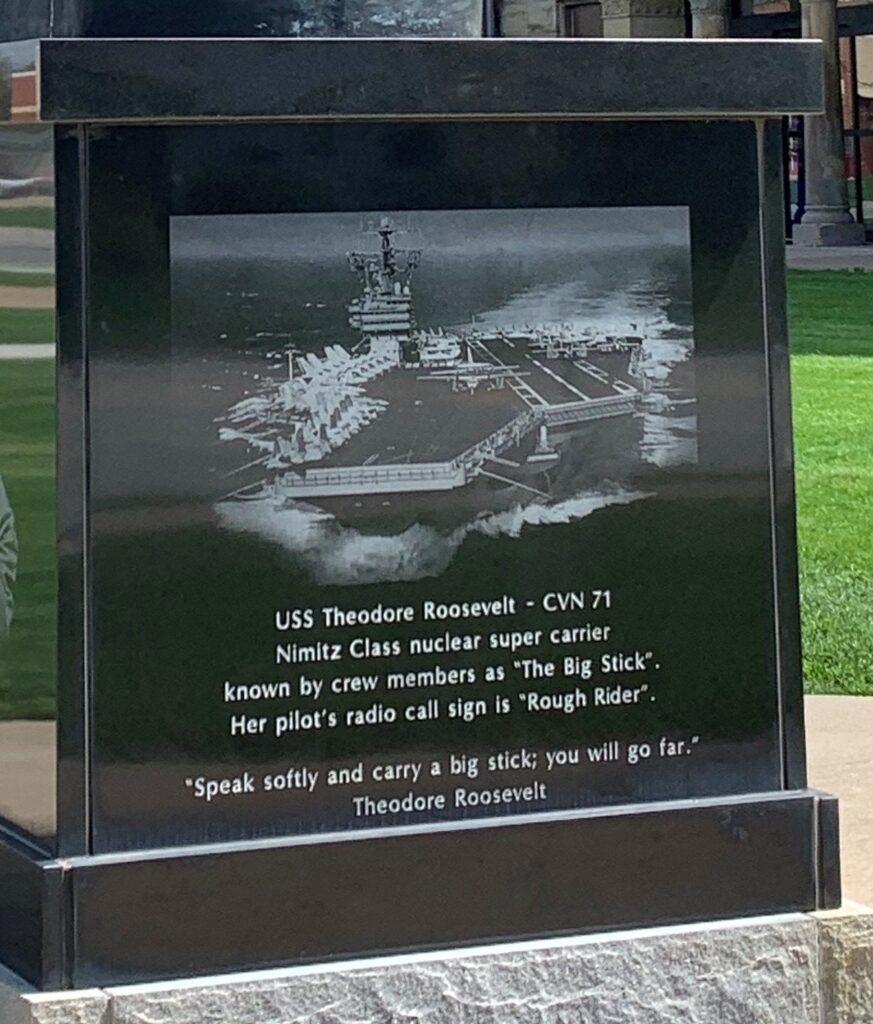 USS Theodore Roosevelt - CVN 71
Nimitz Class nuclear super carrier
known by crew members as "The Big Stick".
Her pilot's radio call sign is "Rough Rider".
"Speak softly and carry a big stick; you will go far."
Theodore Roosevelt